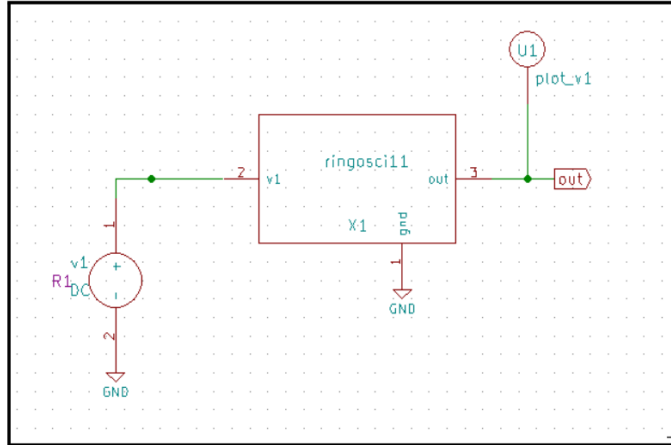 U1
plot_v1
ringosci11
2
v1
out
3
out
X1
gnd
1
GND
1
v1
+
R1
DC
-
2
GND